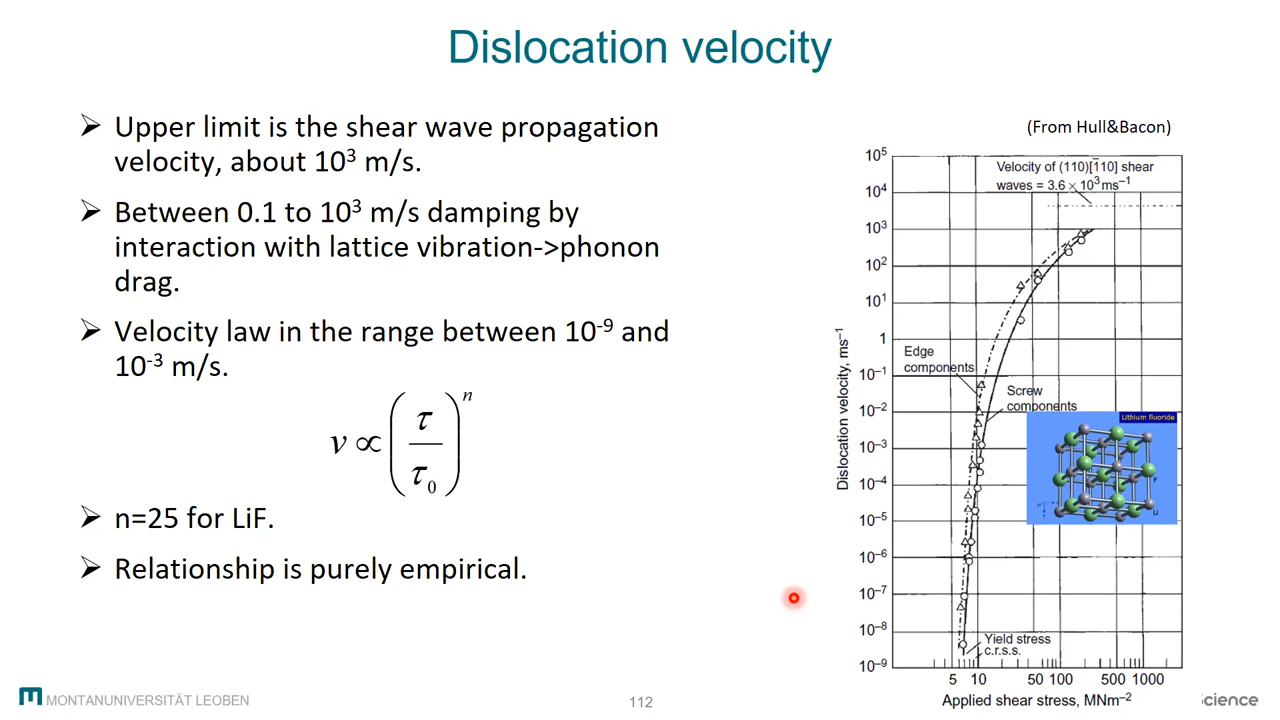 Dislocation velocity
➢ Upper limit is the shear wave propagation
velocity, about 10³ m/s.
➢ Between 0.1 to 10³ m/s damping by
interaction with lattice vibration->phonon
drag.
➢ Velocity law in the range between 10⁻⁹ and
10⁻³ m/s.
v ∝ (τ/τ₀)ⁿ
➢ n=25 for LiF.
➢ Relationship is purely empirical.
(From Hull&Bacon)
10⁵
Velocity of (110)[1̄10] shear
waves = 3.6 × 10³ms⁻¹
10⁴
10³
10²
10¹
1
Edge
components
10⁻¹
Screw
components
10⁻²
Lithium fluoride
F
Li
10⁻³
10⁻⁴
10⁻⁵
10⁻⁶
10⁻⁷
10⁻⁸
Yield stress
c.r.s.s.
10⁻⁹
Dislocation velocity, ms⁻¹
5 10 50 100 500 1000
Applied shear stress, MNm⁻²
MONTANUNIVERSITÄT LEOBEN
112
Science